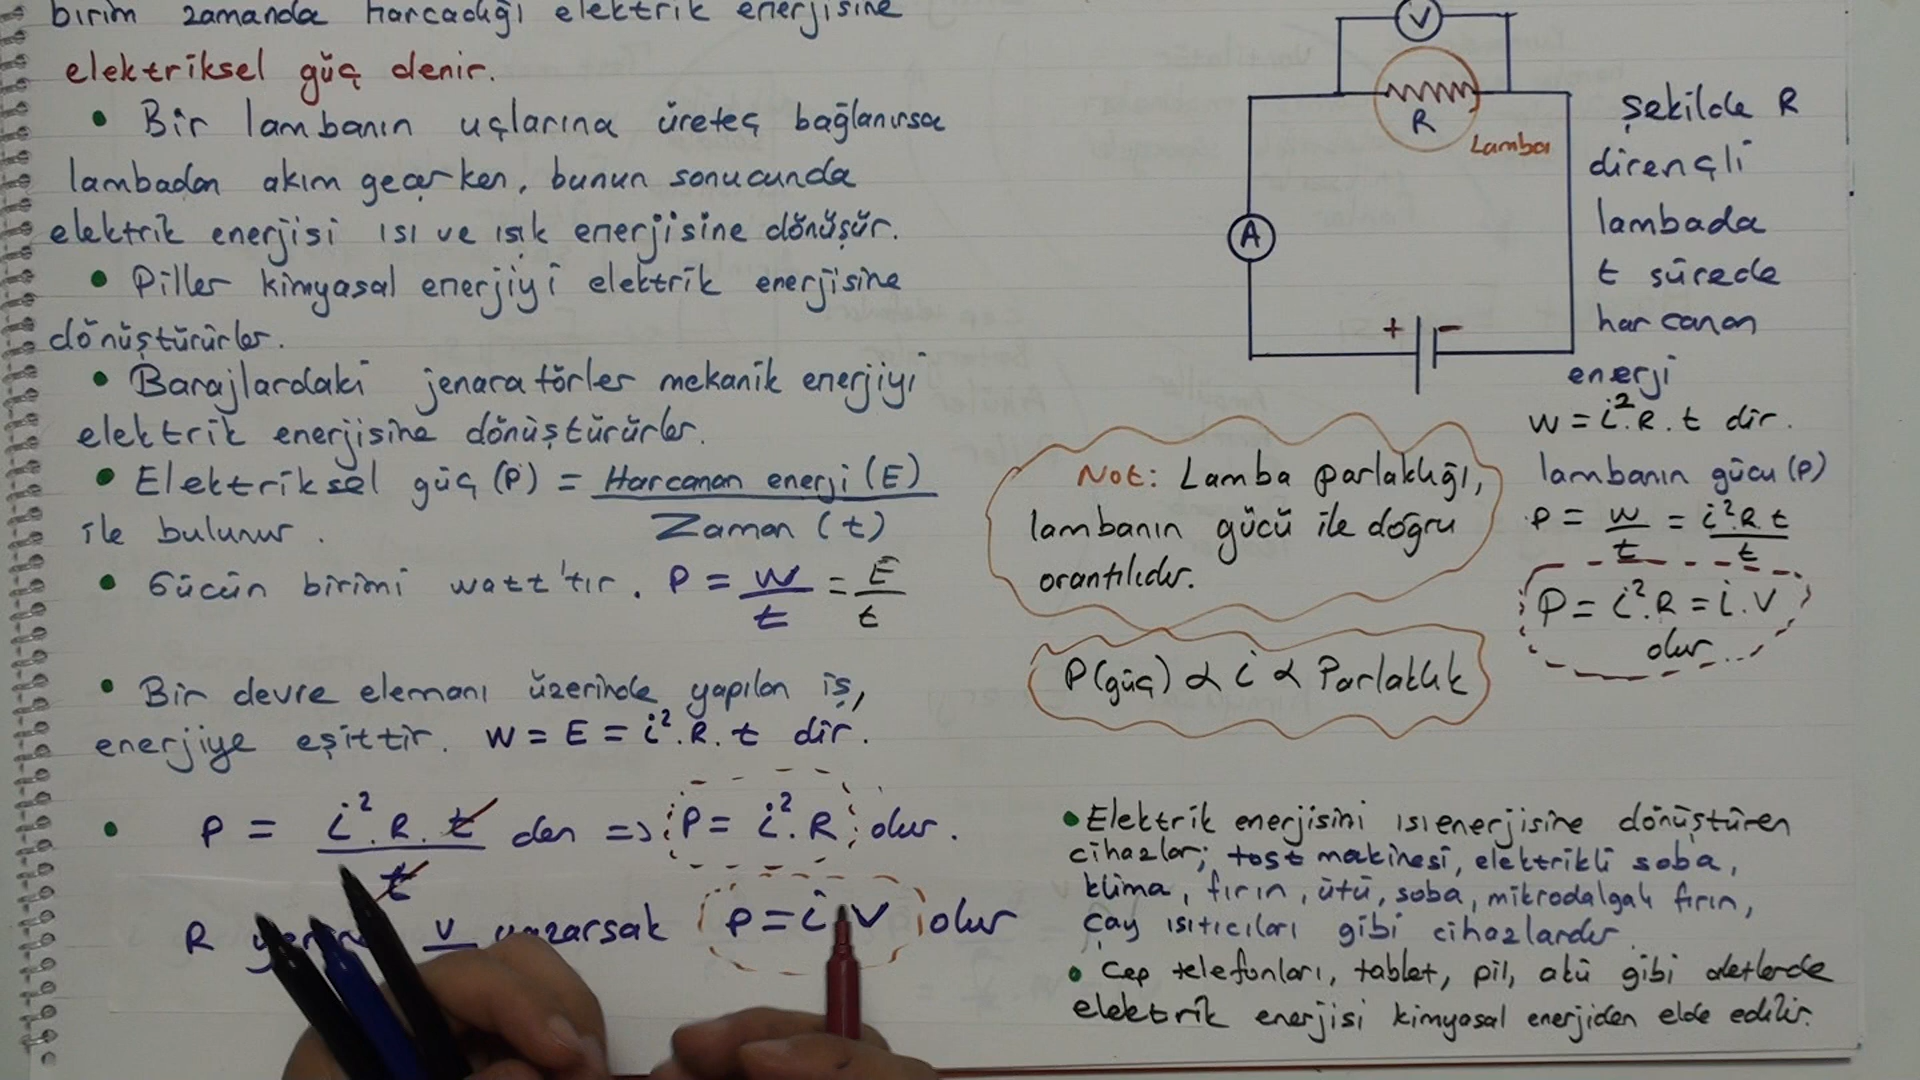 birim zamanda harcadığı elektrik enerjisine
elektriksel güç denir.
• Bir lambanın uçlarına üreteç bağlanırsa
lambadan akım geçerken, bunun sonucunda
elektrik enerjisi ısı ve ışık enerjisine dönüşür.
• Piller kimyasal enerjiyi elektrik enerjisine
dönüştürürler.
• Barajlardaki jenaratörler mekanik enerjiyi
elektrik enerjisine dönüştürürler.
• Elektriksel güç (P) = Harcanan enerji (E)
Zaman (t)
ile bulunur.
• Gücün birimi watt'tır. P = W/t = E/t
• Bir devre elemanı üzerinde yapılan iş,
enerjiye eşittir. W = E = i².R.t dir.
• P = i².R.t/t den => P = i².R olur.
R V yazarsak P = i.V olur
V
R
Lamba
A
+ -
Şekilde R
dirençli
lambada
t sürede
harcanan
enerji
W = i².R.t dir.
lambanın gücü (P)
P = W/t = i².R.t/t
P = i².R = i.V
olur...
Not: Lamba parlaklığı,
lambanın gücü ile doğru
orantılıdır.
P(güç) α i α Parlaklık
• Elektrik enerjisini ısı enerjisine dönüştüren
cihazlar; tost makinesi, elektrikli soba,
klima, fırın, ütü, soba, mikrodalgalı fırın,
çay ısıtıcıları gibi cihazlardır.
• Cep telefonları, tablet, pil, akü gibi aletlerde
elektrik enerjisi kimyasal enerjiden elde edilir.